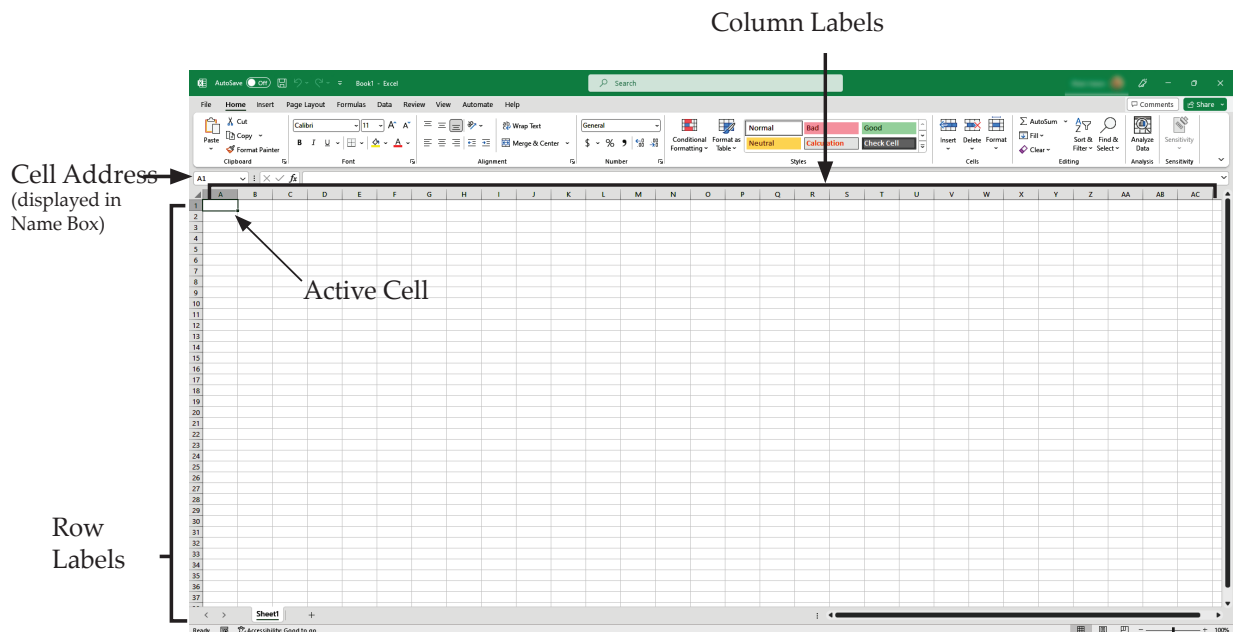 Column Labels
AutoSave Off Book1 - Excel Search
File Home Insert Page Layout Formulas Data Review View Automate Help Comments Share
Paste Cut Calibri 11 A A Wrap Text General Conditional Format as Normal Bad Good Insert Delete Format AutoSum Sort & Find & Analyze Sensitivity
Copy Formatting Table Fill Filter Select Data
Format Painter B I U A Merge & Center $ % 9 Neutral Calculation Check Cell Clear
Clipboard Font Alignment Number Styles Cells Editing Analysis Sensitivity
Cell Address
(displayed in
Name Box)
A1 fx
A B C D E F G H I J K L M N O P Q R S T U V W X Y Z AA AB AC
1
2
3
4
5
6
7
8
Active Cell
9
10
11
12
13
14
15
16
17
18
19
20
21
22
23
24
25
26
27
28
29
30
31
32
33
34
35
36
37
Row
Labels
Sheet1 +
Ready Accessibility: Good to go 100%